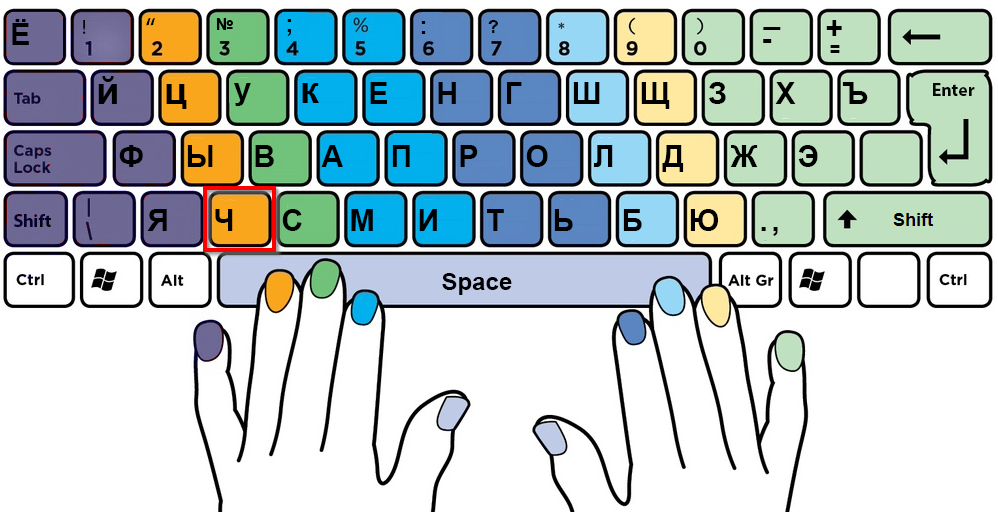 Ё ! 1 “ 2 № 3 ; 4 % 5 : 6 ? 7 * 8 ( 9 ) 0 — - + =
Tab Й Ц У К Е Н Г Ш Щ З Х Ъ Enter
Caps Lock Ф Ы В А П Р О Л Д Ж Э
Shift | \ Я Ч С М И Т Ь Б Ю . , Shift
Ctrl Alt Space Alt Gr Ctrl